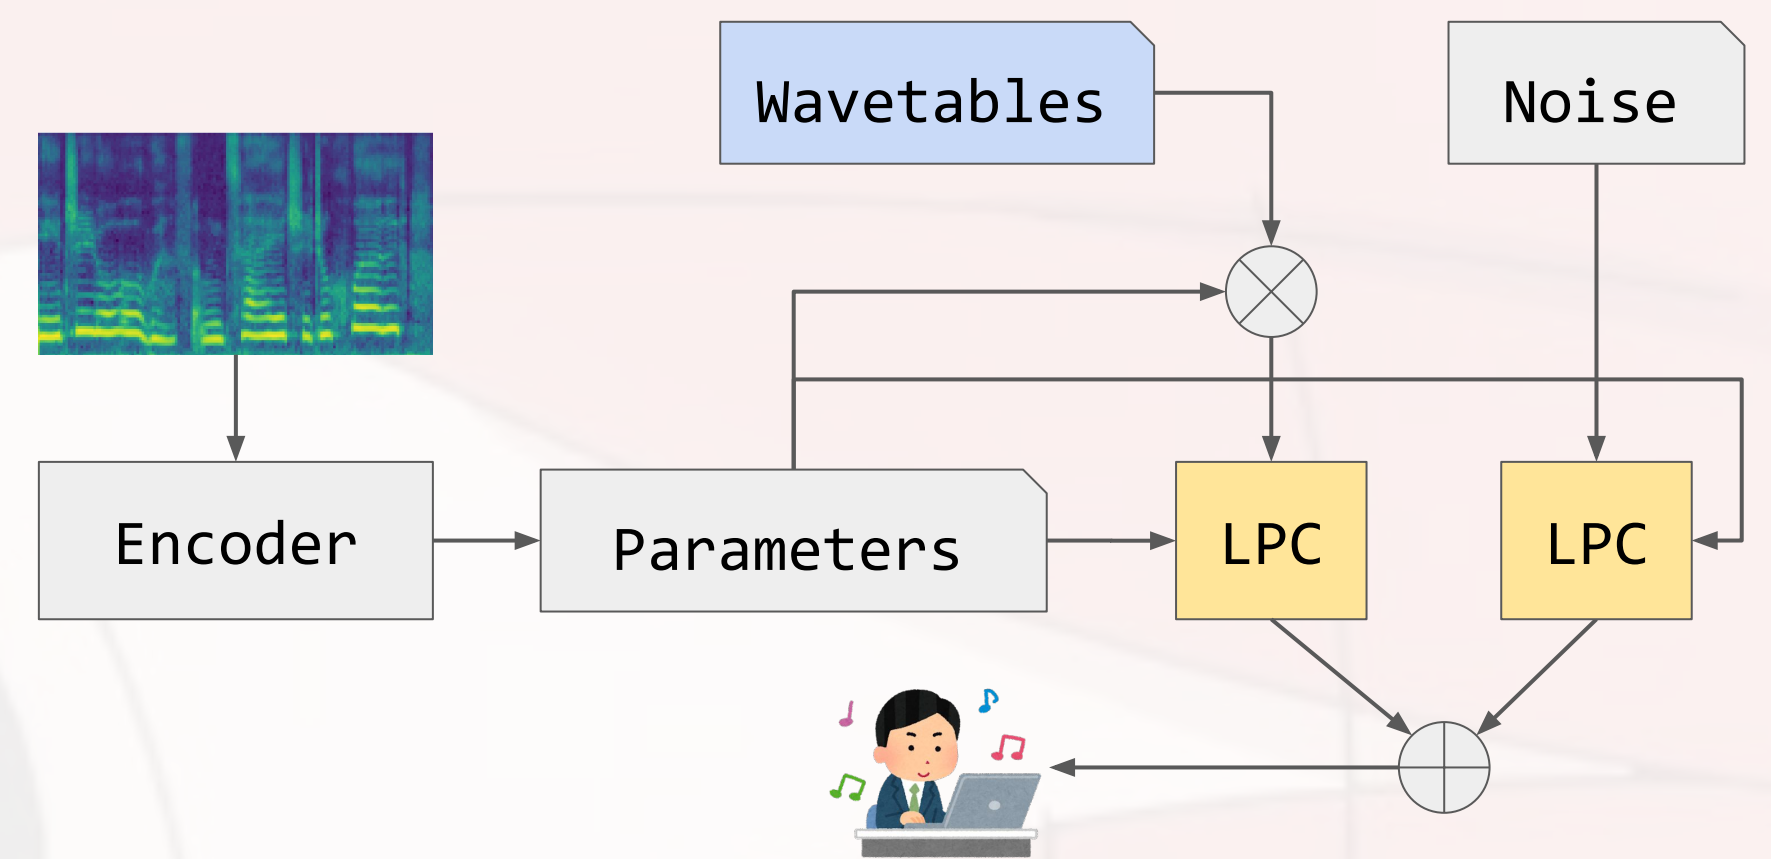 Wavetables
Noise
Encoder
Parameters
LPC
LPC